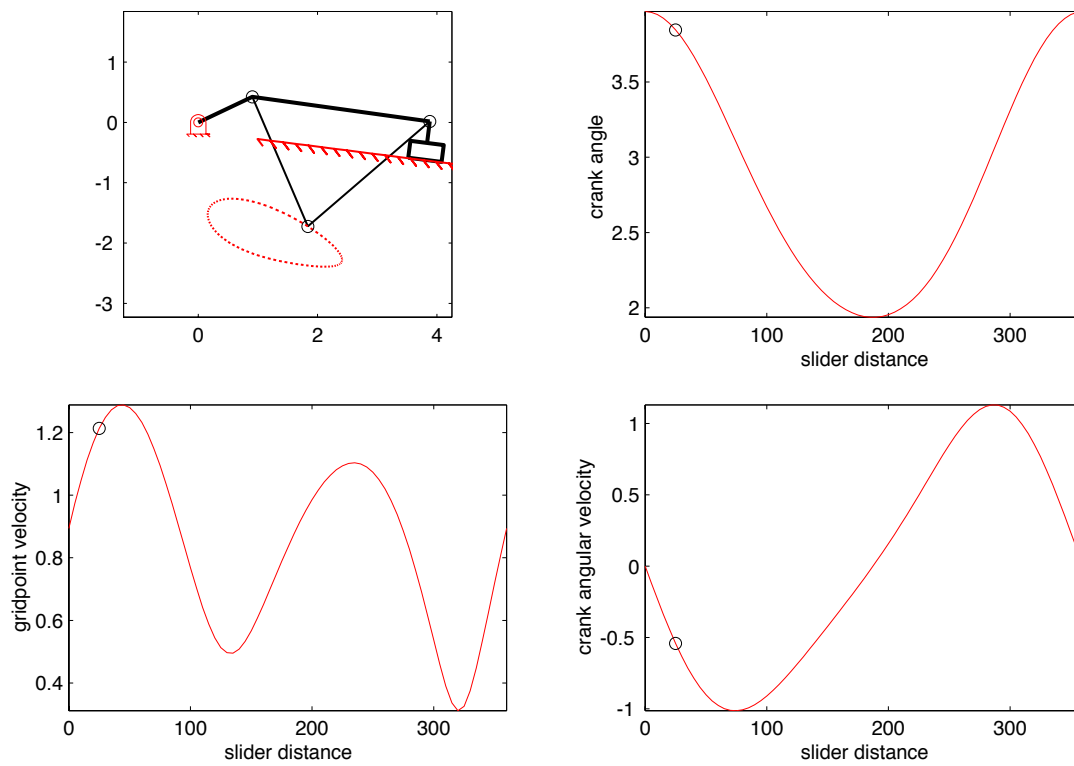 1
0
-1
-2
-3
0 2 4
3.5
3
2.5
2
crank angle
0 100 200 300
slider distance
1.2
1
0.8
0.6
0.4
gridpoint velocity
0 100 200 300
slider distance
1
0.5
0
-0.5
-1
crank angular velocity
0 100 200 300
slider distance